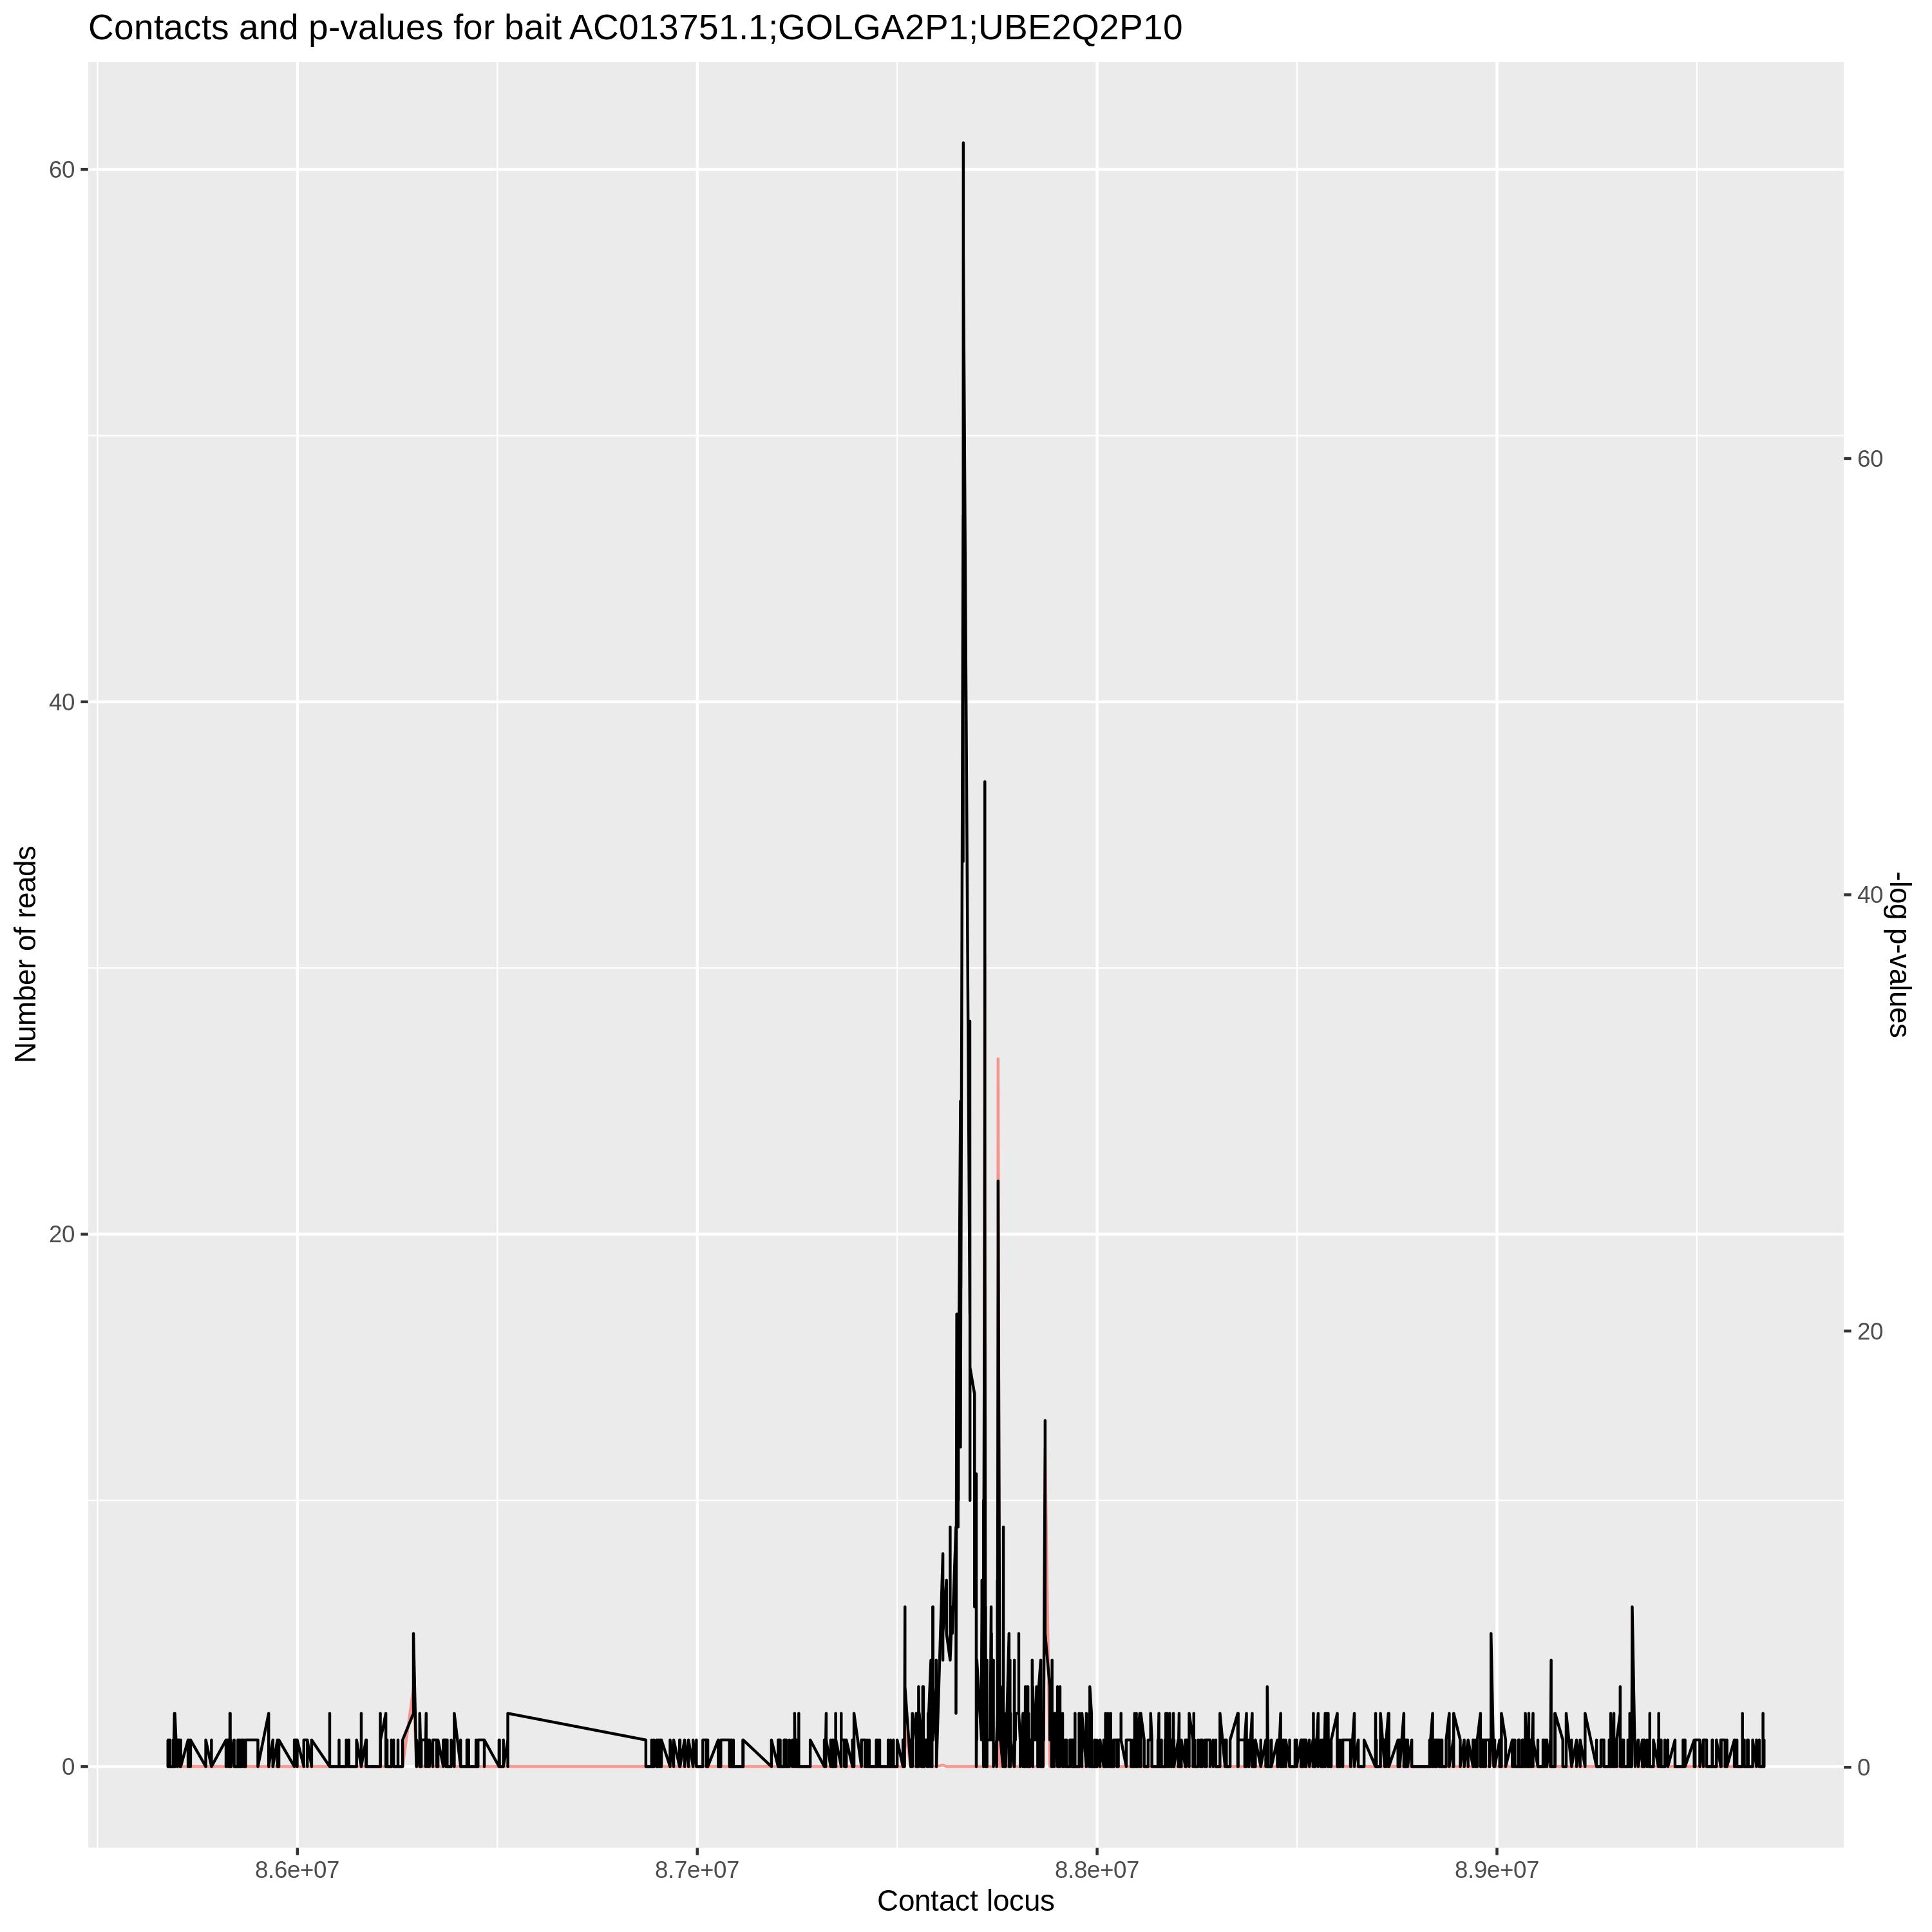 Contacts and p-values for bait AC013751.1;GOLGA2P1;UBE2Q2P10
60
40
20
0
Number of reads
60
40
20
0
-log p-values
8.6e+07 8.7e+07 8.8e+07 8.9e+07
Contact locus